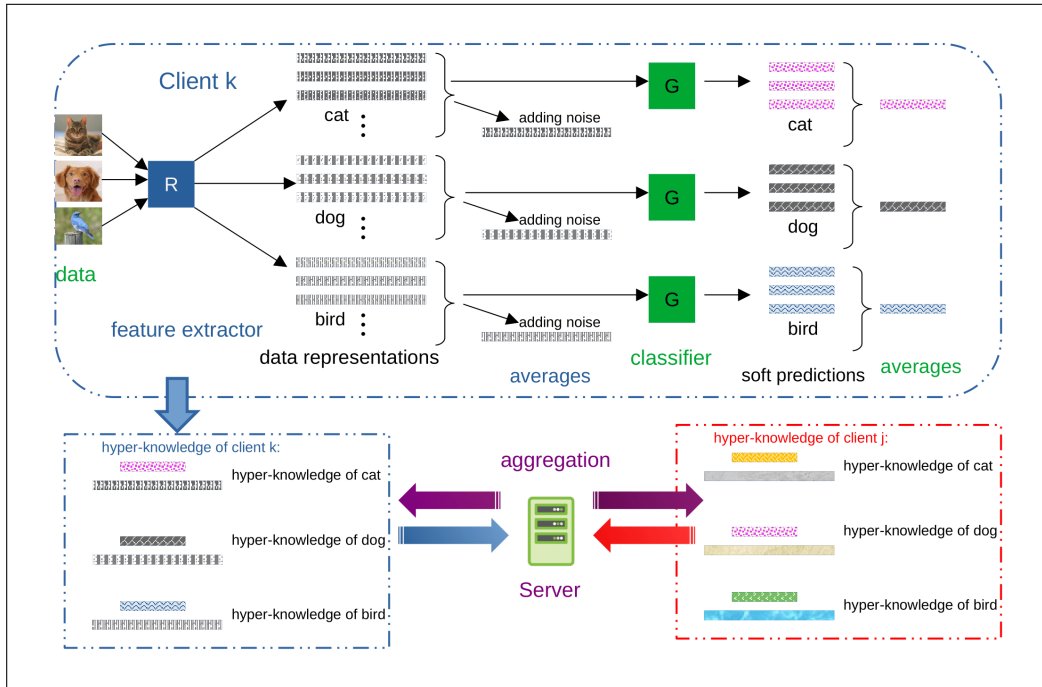 Client k
cat
adding noise
G
cat
R
dog
adding noise
G
dog
data
bird
adding noise
G
bird
feature extractor
data representations
averages
classifier
soft predictions
averages
hyper-knowledge of client k:
hyper-knowledge of cat
hyper-knowledge of dog
hyper-knowledge of bird
aggregation
Server
hyper-knowledge of client j:
hyper-knowledge of cat
hyper-knowledge of dog
hyper-knowledge of bird